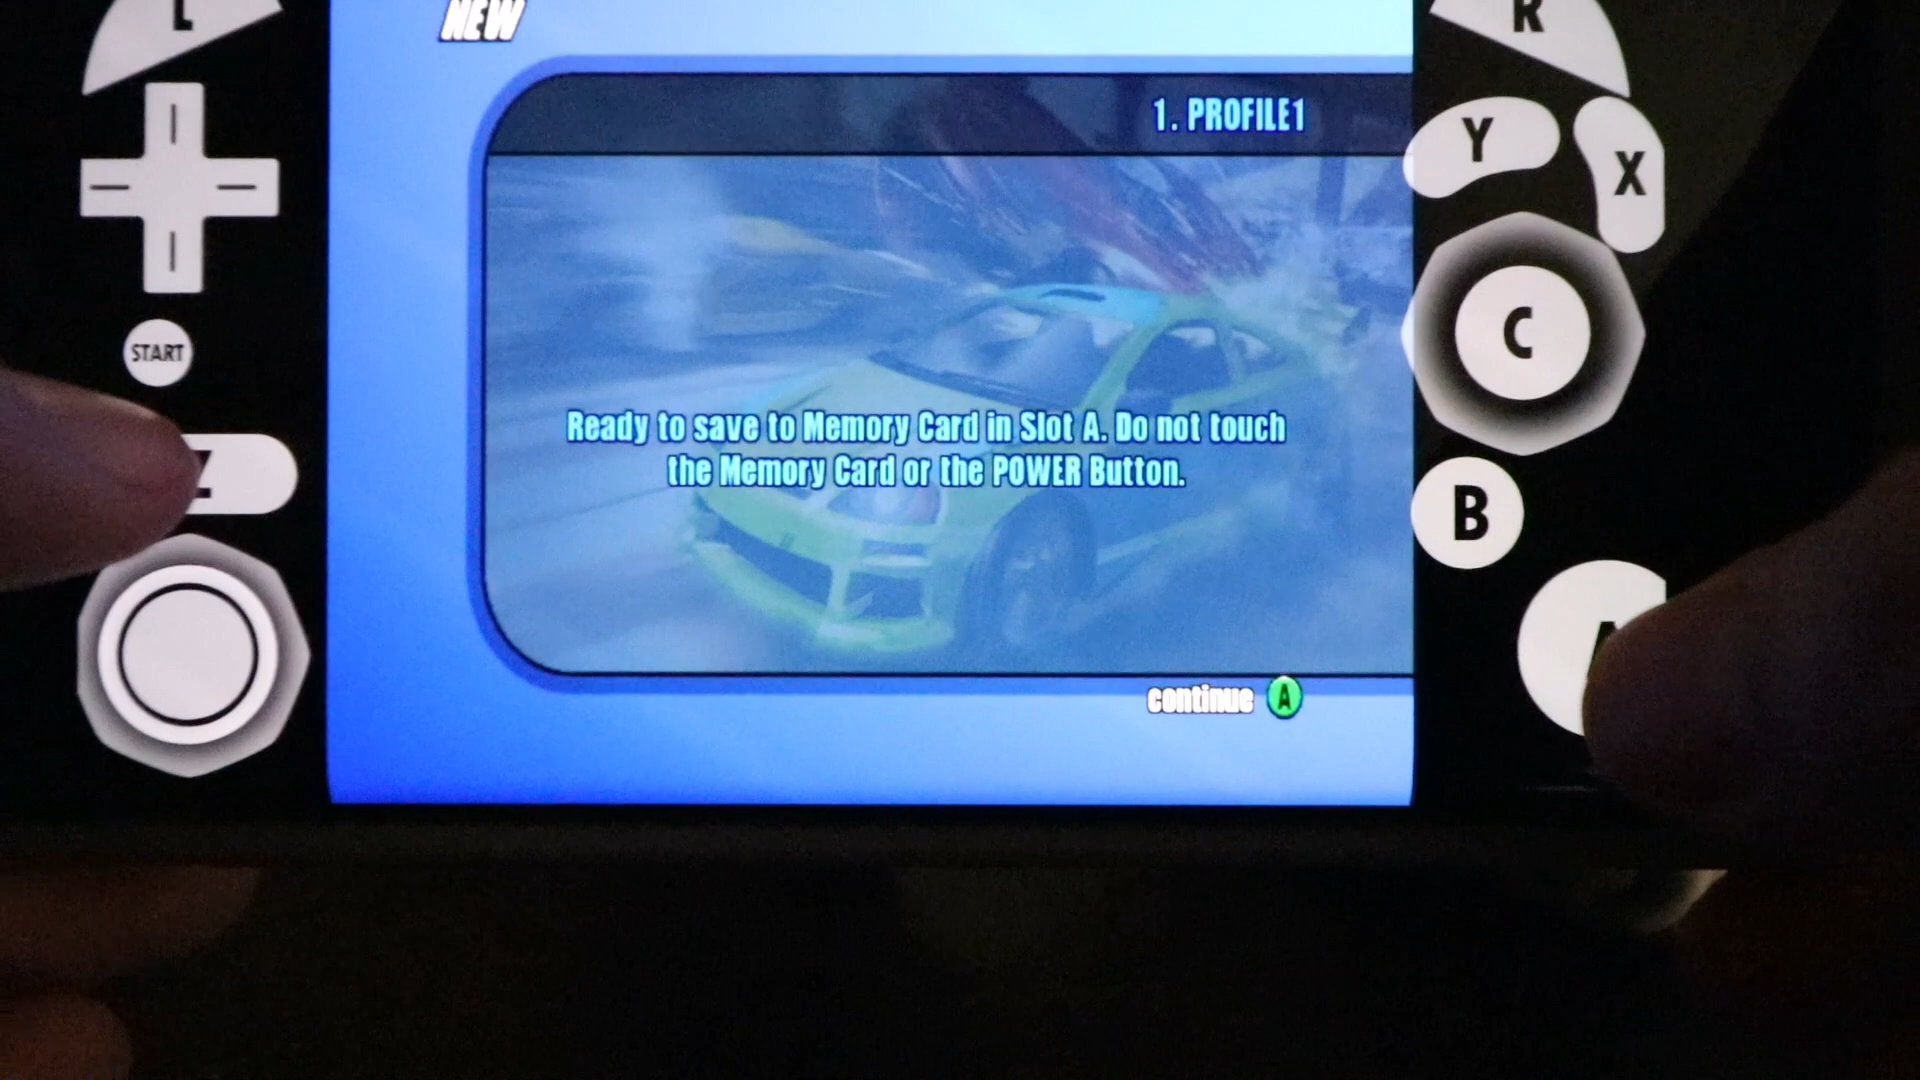 L
NEW
R
1. PROFILE1
Y
X
START
C
Ready to save to Memory Card in Slot A. Do not touch
the Memory Card or the POWER Button.
Z
B
A
continue A